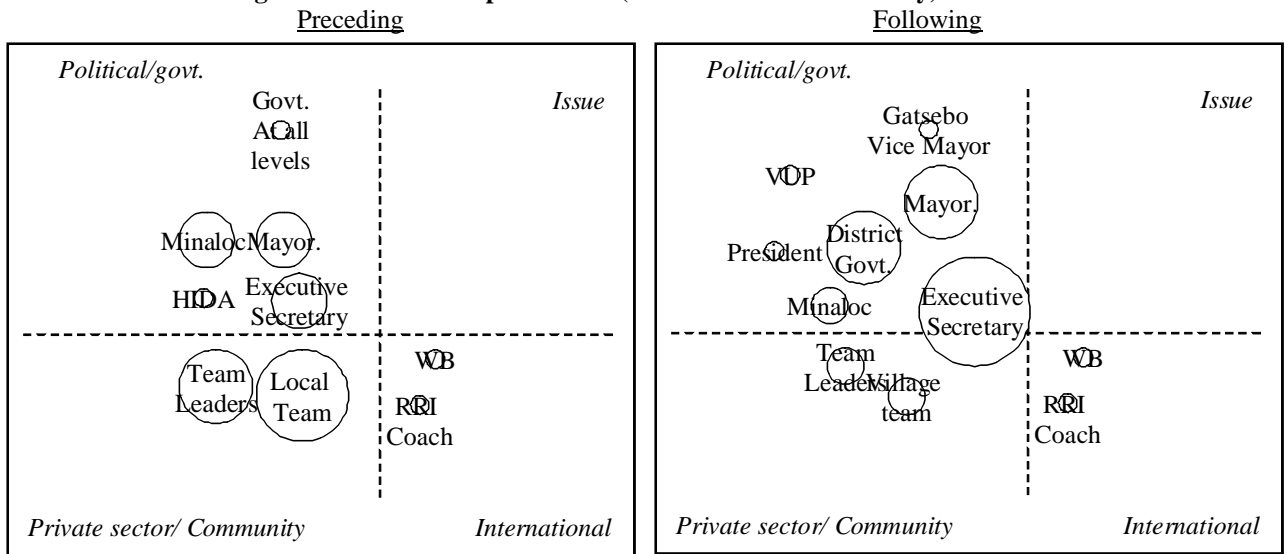 Preceding
Following
Political/govt.
Issue
Govt.
At all
levels
Minaloc
Mayor.
HIDA
Executive
Secretary
Team
Leaders
Local
Team
WB
RRI
Coach
Private sector/ Community
International
Political/govt.
Issue
Gatsebo
Vice Mayor
VUP
Mayor.
District
Govt.
President
Minaloc
Executive
Secretary
Team
Leaders
Village
team
WB
RRI
Coach
Private sector/ Community
International